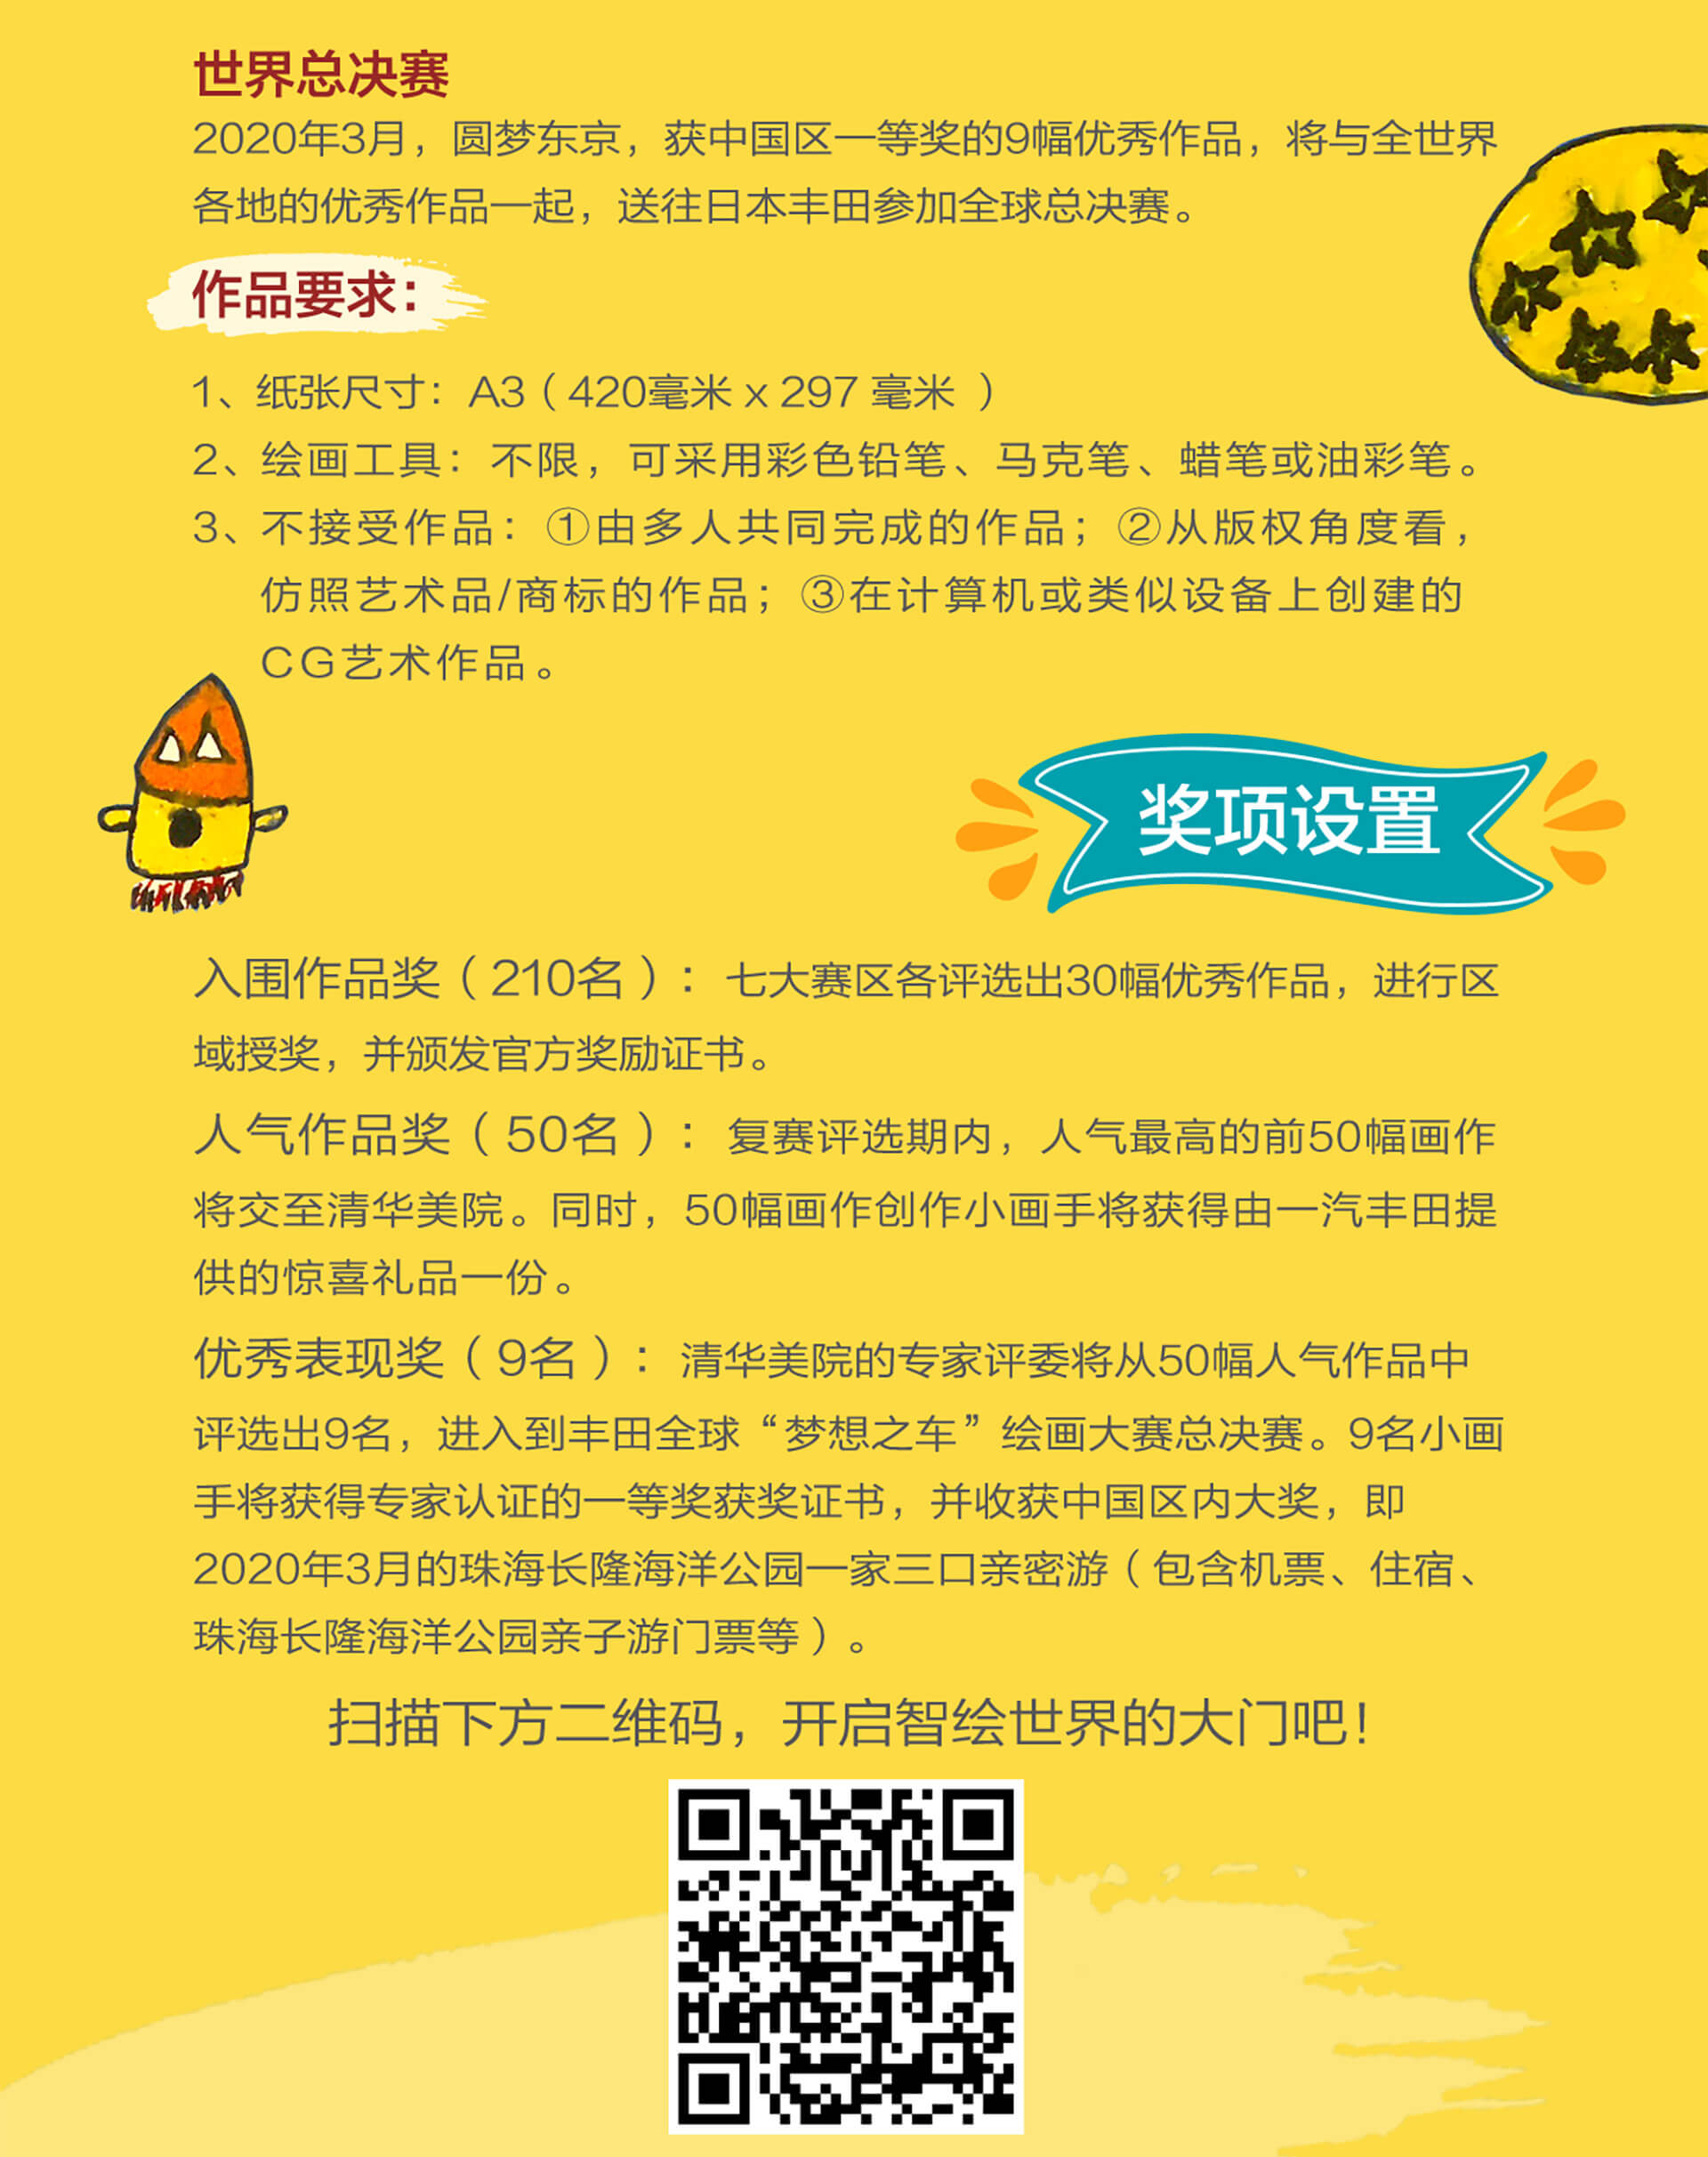 世界总决赛
2020年3月，圆梦东京，获中国区一等奖的9幅优秀作品，将与全世界
各地的优秀作品一起，送往日本丰田参加全球总决赛。
作品要求：
1、纸张尺寸：A3（420毫米 x 297 毫米 ）
2、绘画工具：不限，可采用彩色铅笔、马克笔、蜡笔或油彩笔。
3、不接受作品：①由多人共同完成的作品；②从版权角度看，
仿照艺术品/商标的作品；③在计算机或类似设备上创建的
CG艺术作品。
奖项设置
入围作品奖（210名）：七大赛区各评选出30幅优秀作品，进行区
域授奖，并颁发官方奖励证书。
人气作品奖（50名）：复赛评选期内，人气最高的前50幅画作
将交至清华美院。同时，50幅画作创作小画手将获得由一汽丰田提
供的惊喜礼品一份。
优秀表现奖（9名）：清华美院的专家评委将从50幅人气作品中
评选出9名，进入到丰田全球“梦想之车”绘画大赛总决赛。9名小画
手将获得专家认证的一等奖获奖证书，并收获中国区内大奖，即
2020年3月的珠海长隆海洋公园一家三口亲密游（包含机票、住宿、
珠海长隆海洋公园亲子游门票等）。
扫描下方二维码，开启智绘世界的大门吧！